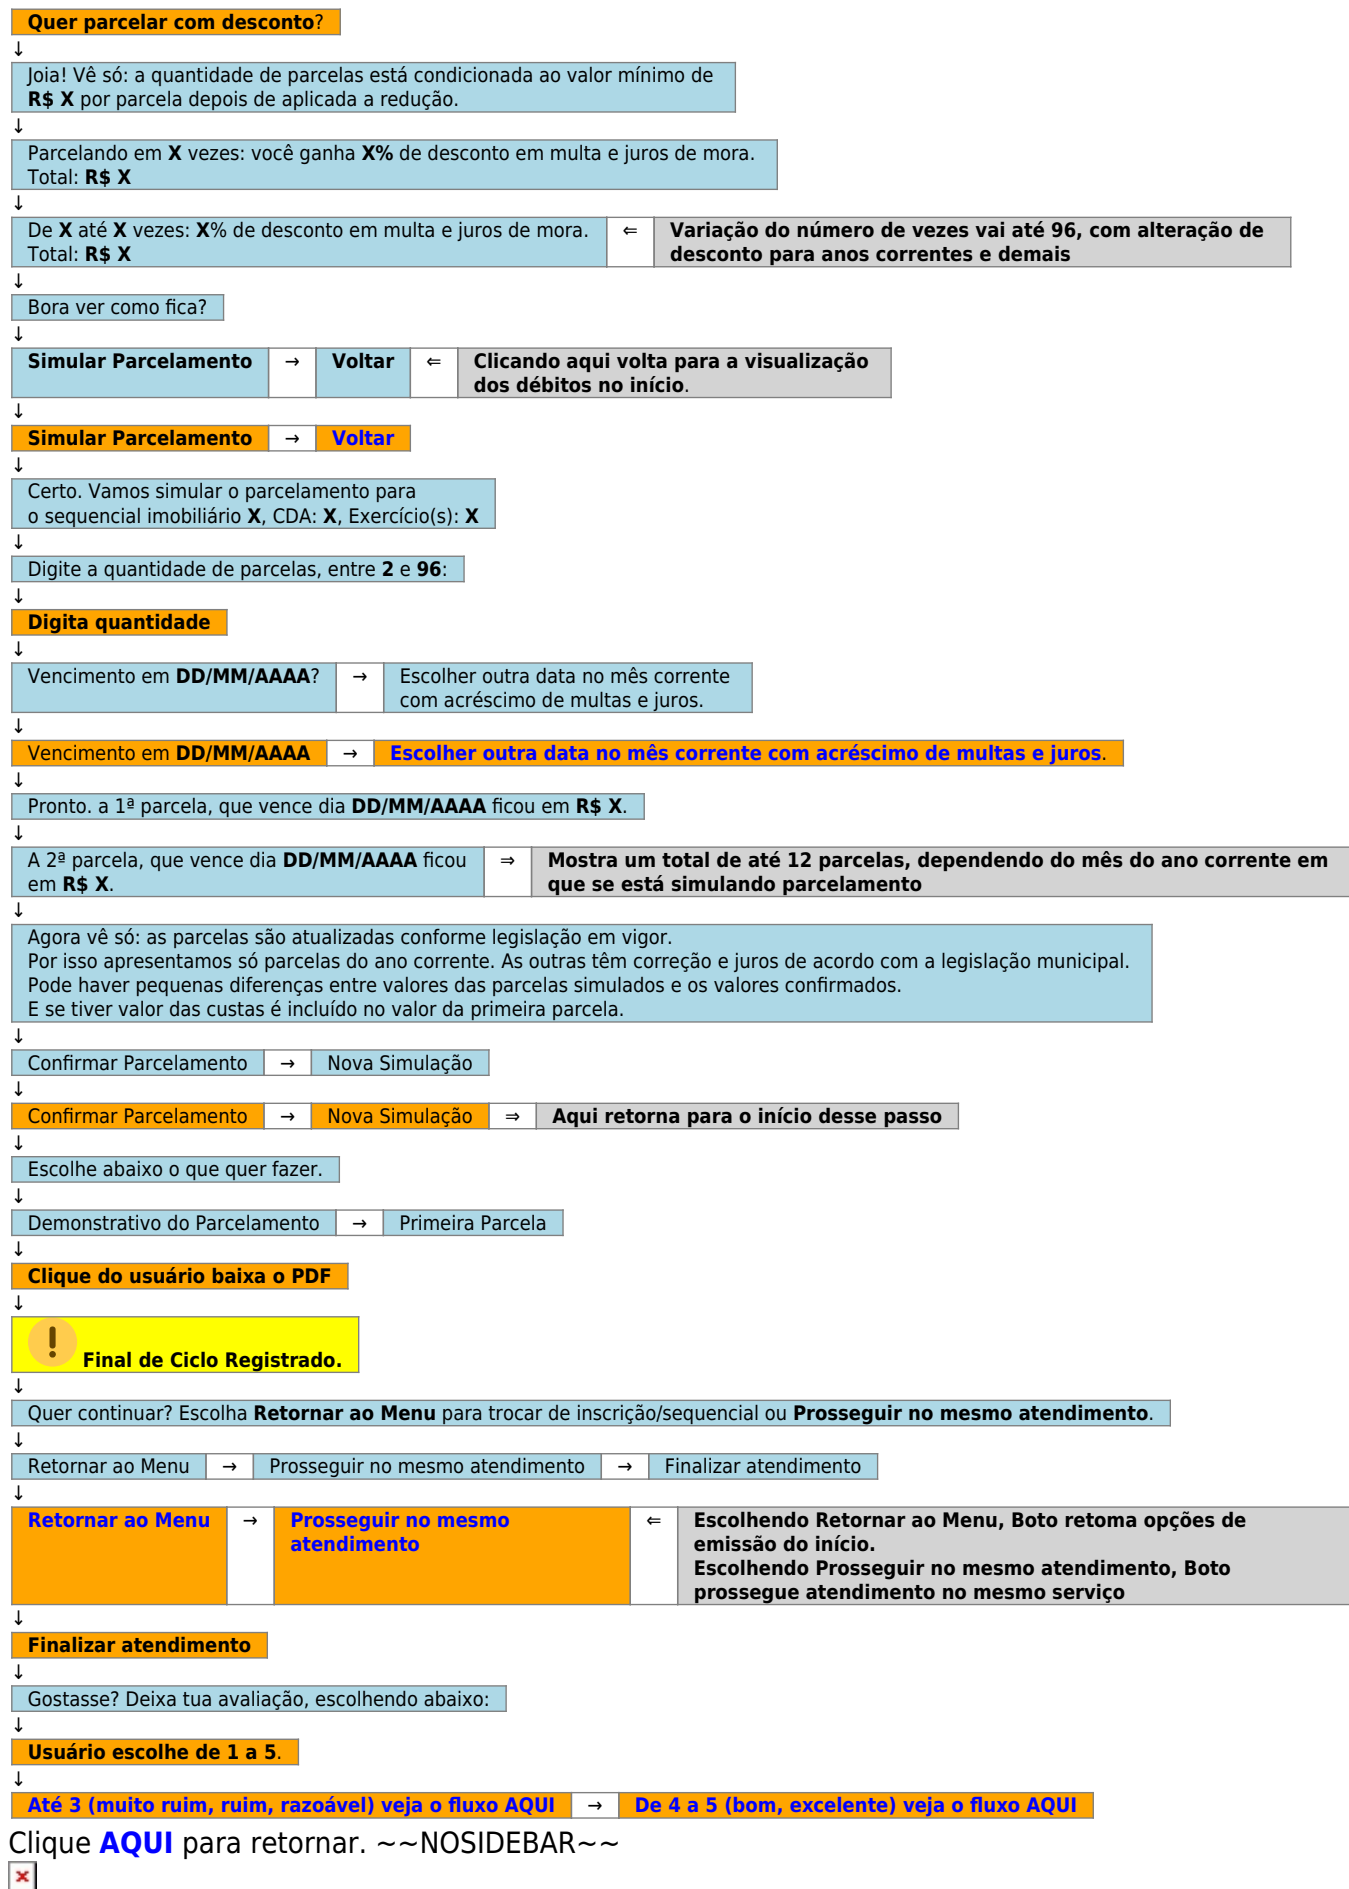 Quer parcelar com desconto?
↓
Joia! Vê só: a quantidade de parcelas está condicionada ao valor mínimo de
R$ X por parcela depois de aplicada a redução.
↓
Parcelando em X vezes: você ganha X% de desconto em multa e juros de mora.
Total: R$ X
↓
De X até X vezes: X% de desconto em multa e juros de mora. ⇐ Variação do número de vezes vai até 96, com alteração de
Total: R$ X desconto para anos correntes e demais
↓
Bora ver como fica?
↓
Simular Parcelamento → Voltar ⇐ Clicando aqui volta para a visualização
dos débitos no início.
↓
Simular Parcelamento → Voltar
↓
Certo. Vamos simular o parcelamento para
o sequencial imobiliário X, CDA: X, Exercício(s): X
↓
Digite a quantidade de parcelas, entre 2 e 96:
↓
Digita quantidade
↓
Vencimento em DD/MM/AAAA? → Escolher outra data no mês corrente
com acréscimo de multas e juros.
↓
Vencimento em DD/MM/AAAA → Escolher outra data no mês corrente com acréscimo de multas e juros.
↓
Pronto. a 1ª parcela, que vence dia DD/MM/AAAA ficou em R$ X.
↓
A 2ª parcela, que vence dia DD/MM/AAAA ficou ⇒ Mostra um total de até 12 parcelas, dependendo do mês do ano corrente em
em R$ X. que se está simulando parcelamento
↓
Agora vê só: as parcelas são atualizadas conforme legislação em vigor.
Por isso apresentamos só parcelas do ano corrente. As outras têm correção e juros de acordo com a legislação municipal.
Pode haver pequenas diferenças entre valores das parcelas simulados e os valores confirmados.
E se tiver valor das custas é incluído no valor da primeira parcela.
↓
Confirmar Parcelamento → Nova Simulação
↓
Confirmar Parcelamento → Nova Simulação ⇒ Aqui retorna para o início desse passo
↓
Escolhe abaixo o que quer fazer.
↓
Demonstrativo do Parcelamento → Primeira Parcela
↓
Clique do usuário baixa o PDF
↓
Final de Ciclo Registrado.
↓
Quer continuar? Escolha Retornar ao Menu para trocar de inscrição/sequencial ou Prosseguir no mesmo atendimento.
↓
Retornar ao Menu → Prosseguir no mesmo atendimento → Finalizar atendimento
↓
Retornar ao Menu → Prosseguir no mesmo ⇐ Escolhendo Retornar ao Menu, Boto retoma opções de
atendimento emissão do início.
Escolhendo Prosseguir no mesmo atendimento, Boto
prossegue atendimento no mesmo serviço
↓
Finalizar atendimento
↓
Gostasse? Deixa tua avaliação, escolhendo abaixo:
↓
Usuário escolhe de 1 a 5.
↓
Até 3 (muito ruim, ruim, razoável) veja o fluxo AQUI → De 4 a 5 (bom, excelente) veja o fluxo AQUI
Clique AQUI para retornar. ~~NOSIDEBAR~~